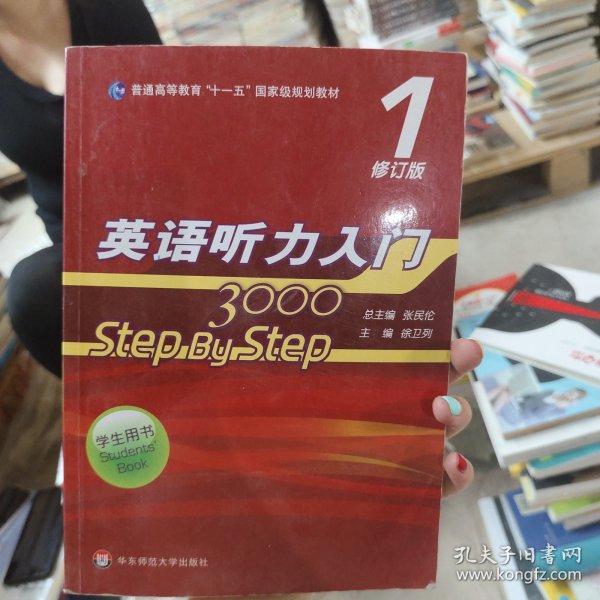 普通高等教育“十一五”国家级规划教材
1
修订版
英语听力入门
3000
Step By Step
总主编 张民伦
主 编 徐卫列
学生用书
Students'
Book
华东师范大学出版社
孔夫子旧书网
www.kongfz.com